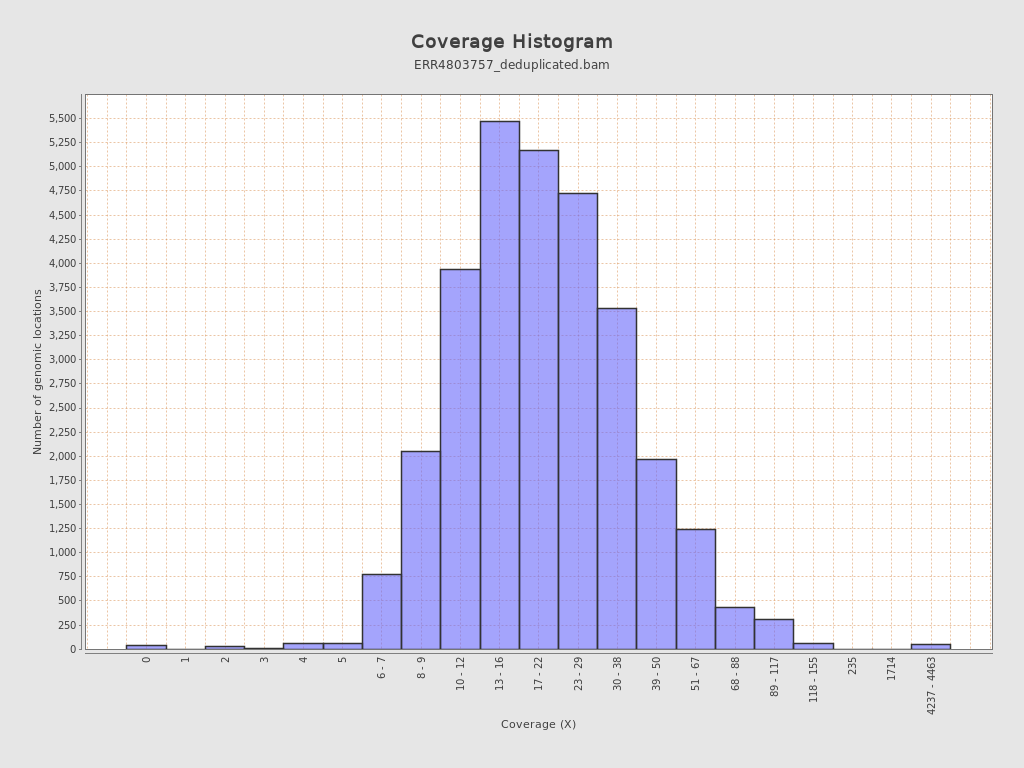 Coverage Histogram
ERR4803757_deduplicated.bam
Number of genomic locations
5,500
5,250
5,000
4,750
4,500
4,250
4,000
3,750
3,500
3,250
3,000
2,750
2,500
2,250
2,000
1,750
1,500
1,250
1,000
750
500
250
0
0
1
2
3
4
5
6 - 7
8 - 9
10 - 12
13 - 16
17 - 22
23 - 29
30 - 38
39 - 50
51 - 67
68 - 88
89 - 117
118 - 155
235
1714
4237 - 4463
Coverage (X)